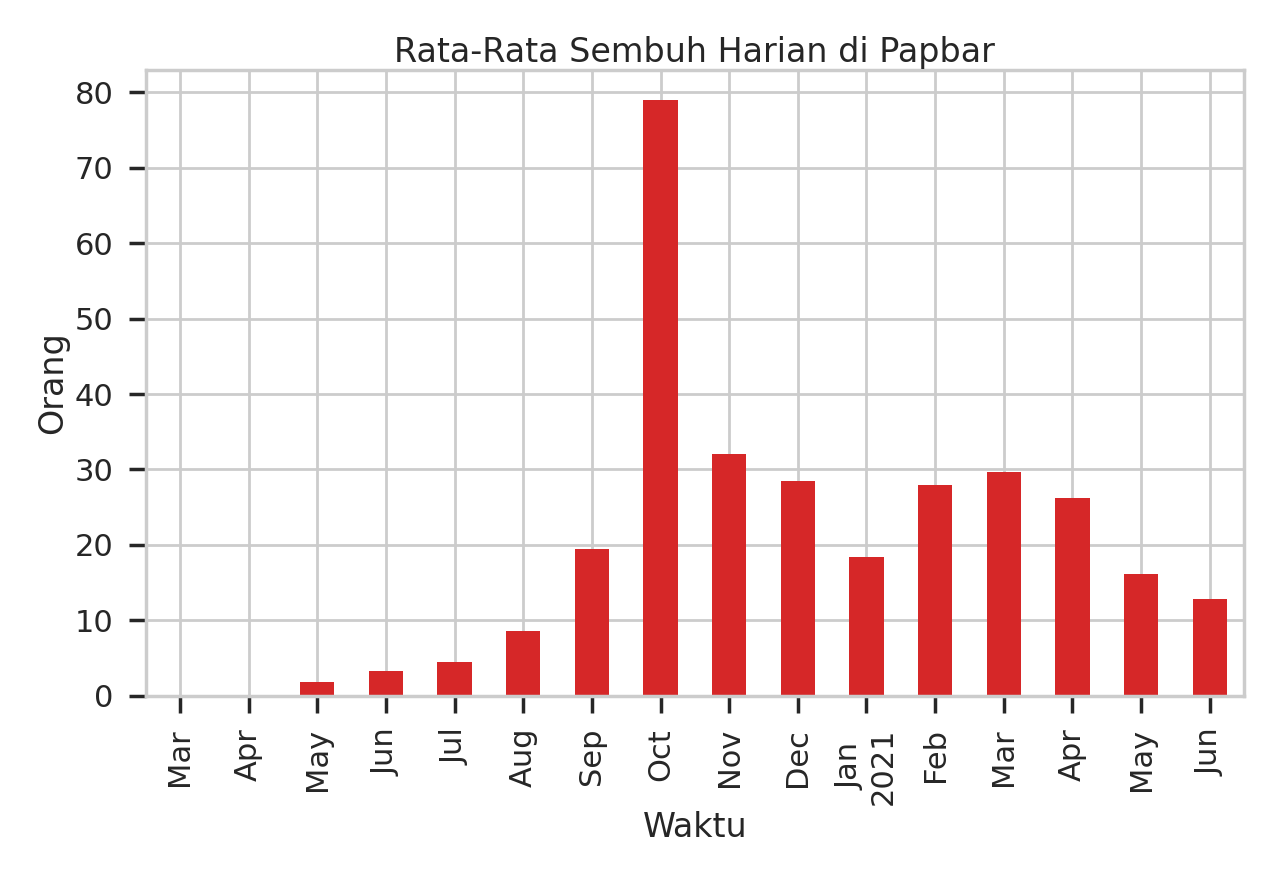 Rata-Rata Sembuh Harian di Papbar
80
70
60
50
40
30
20
10
0
Orang
Mar
Apr
May
Jun
Jul
Aug
Sep
Oct
Nov
Dec
Jan
2021
Feb
Mar
Apr
May
Jun
Waktu